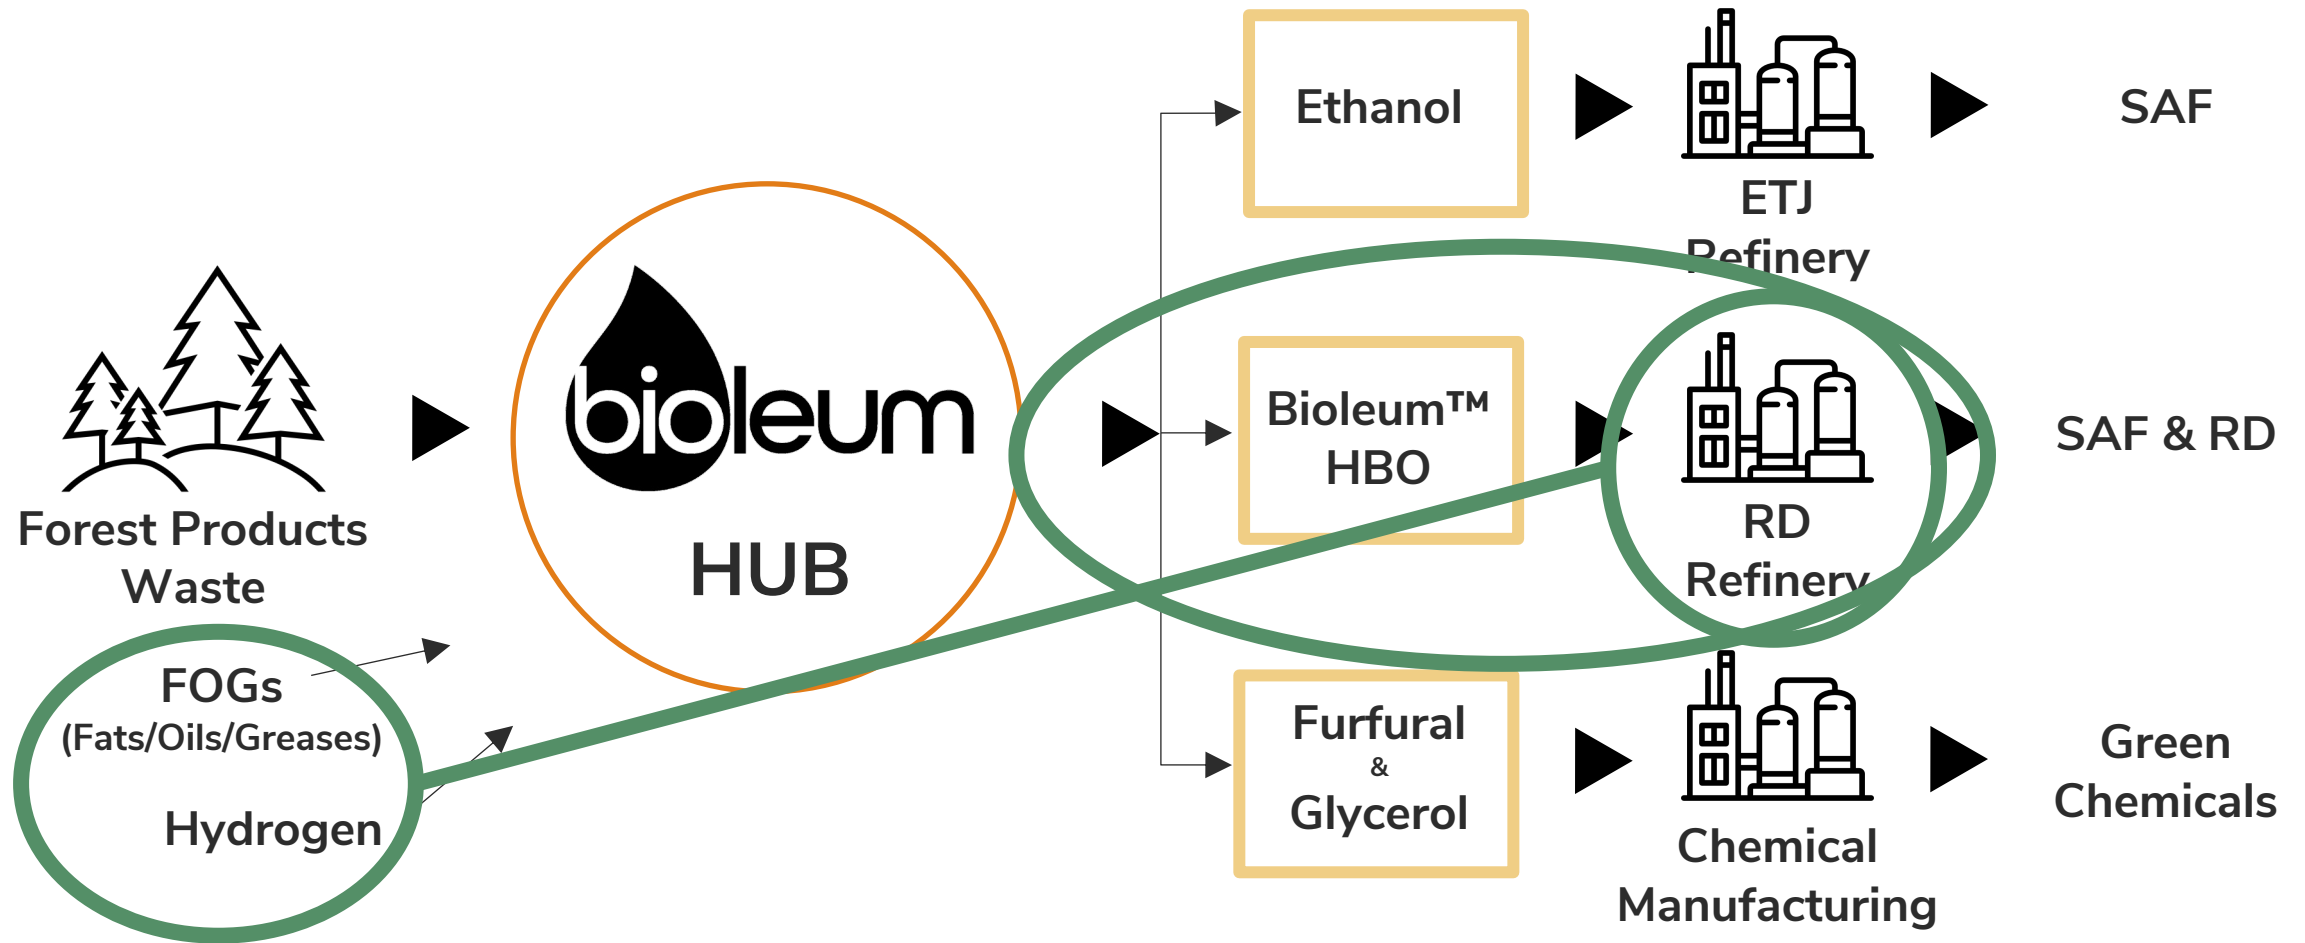 Forest Products
Waste
FOGs
(Fats/Oils/Greases)
Hydrogen
bioleum
HUB
Ethanol
ETJ
Refinery
SAF
Bioleum™
HBO
RD
Refinery
SAF & RD
Furfural
&
Glycerol
Chemical
Manufacturing
Green
Chemicals